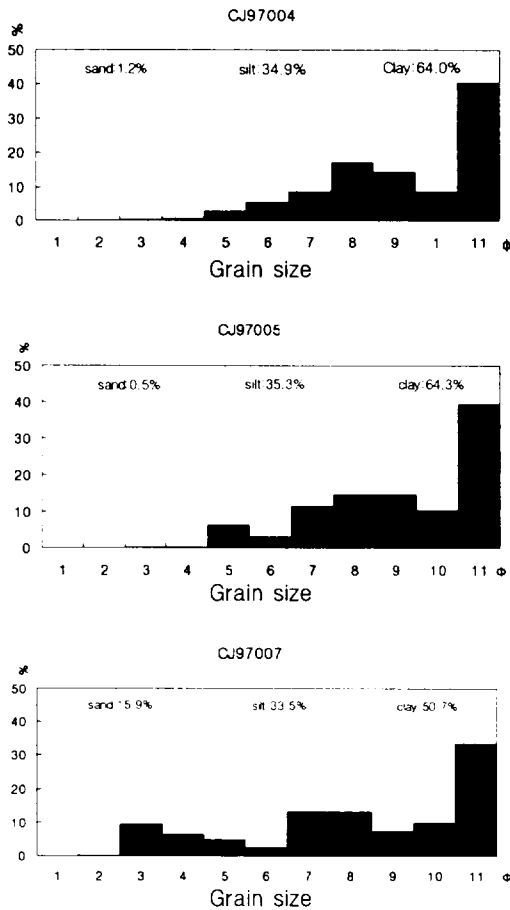 CJ97004
%
50
sand:1.2% silt:34.9% Clay:64.0%
40
30
20
10
0
1 2 3 4 5 6 7 8 9 1 11 φ
Grain size
CJ97005
%
50
sand:0.5% silt:35.3% clay:64.3%
40
30
20
10
0
1 2 3 4 5 6 7 8 9 10 11 φ
Grain size
CJ97007
%
50
sand 15.9% silt:33.5% clay:50.7%
40
30
20
10
0
1 2 3 4 5 6 7 8 9 10 11 φ
Grain size